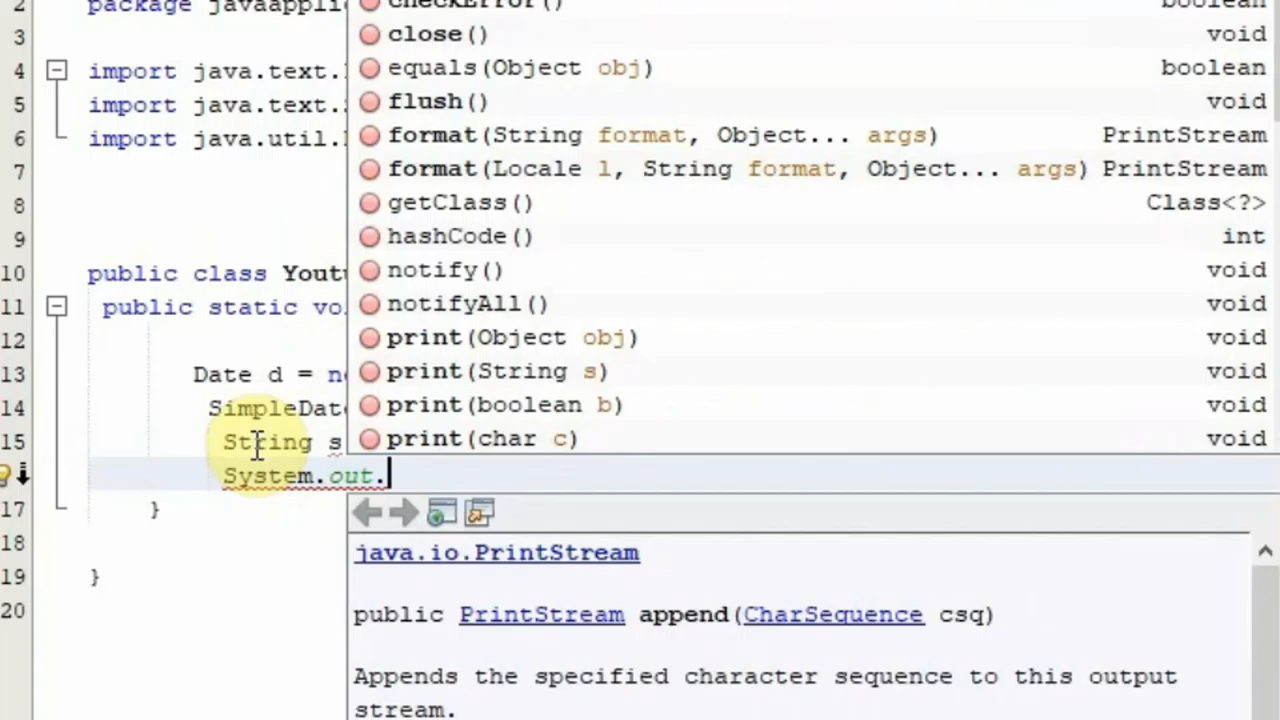 2 package javaappli checkError() boolean
3 close() void
4 import java.text. equals(Object obj) boolean
5 import java.text. flush() void
6 import java.util. format(String format, Object... args) PrintStream
7 format(Locale l, String format, Object... args) PrintStream
8 getClass() Class<?>
9 hashCode() int
10 public class Youtu notify() void
11 public static vo notifyAll() void
12 print(Object obj) void
13 Date d = ne print(String s) void
14 SimpleDate print(boolean b) void
15 String s print(char c) void
System.out.
17 }
java.io.PrintStream
18
19 }
20 public PrintStream append(CharSequence csq)
Appends the specified character sequence to this output
stream.